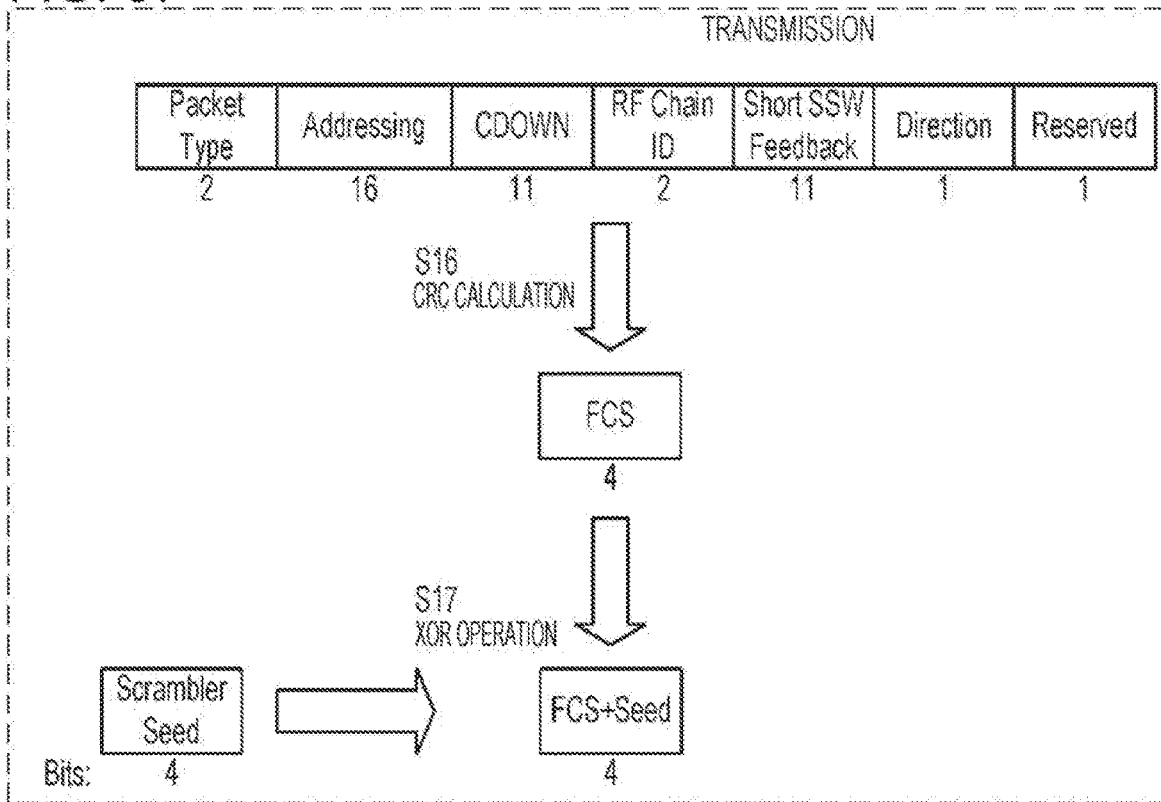 TRANSMISSION
Packet Type
Addressing
CDOWN
RF Chain ID
Short SSW Feedback
Direction
Reserved
2 16 11 2 11 1 1
S16
CRC CALCULATION
FCS
4
S17
XOR OPERATION
Scrambler Seed
FCS+Seed
Bits: 4 4